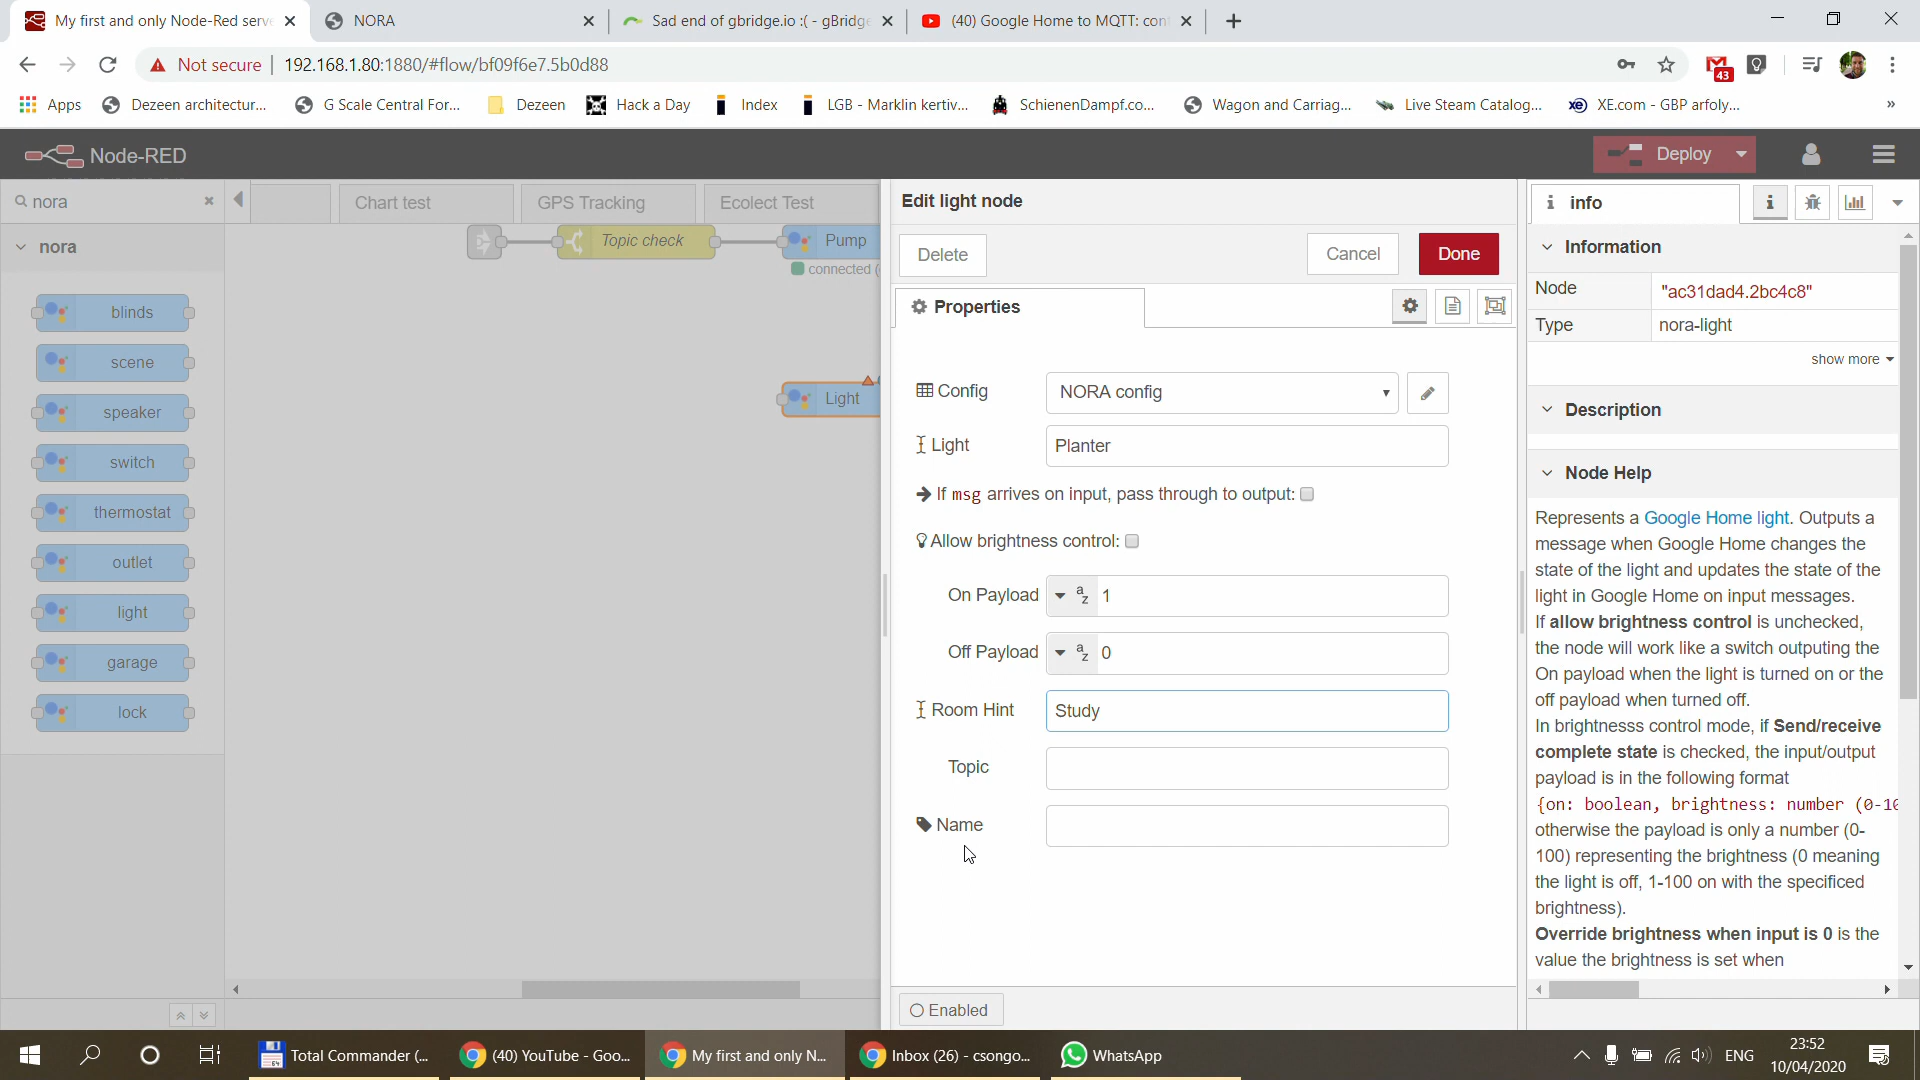 My first and only Node-Red serv
NORA
Sad end of gbridge.io :( - gBridge
(40) Google Home to MQTT: con
Not secure
192.168.1.80:1880/#flow/bf09f6e7.5b0d88
43
Apps
Dezeen architectur...
G Scale Central For...
Dezeen
Hack a Day
Index
LGB - Marklin kertiv...
SchienenDampf.co...
Wagon and Carriag...
Live Steam Catalog...
XE.com - GBP arfoly...
»
Node-RED
Deploy
nora
Chart test
GPS Tracking
Ecolect Test
Edit light node
info
nora
Topic check
Pump
connected (
Delete
Cancel
Done
Information
Node
"ac31dad4.2bc4c8"
Type
nora-light
show more
blinds
scene
speaker
switch
thermostat
outlet
light
garage
lock
Light
Properties
Config
NORA config
Light
Planter
If msg arrives on input, pass through to output:
Allow brightness control:
On Payload
1
Off Payload
0
Room Hint
Study
Topic
Name
Enabled
Description
Node Help
Represents a Google Home light. Outputs a
message when Google Home changes the
state of the light and updates the state of the
light in Google Home on input messages.
If allow brightness control is unchecked,
the node will work like a switch outputing the
On payload when the light is turned on or the
off payload when turned off.
In brightnesss control mode, if Send/receive
complete state is checked, the input/output
payload is in the following format
{on: boolean, brightness: number (0-10
otherwise the payload is only a number (0-
100) representing the brightness (0 meaning
the light is off, 1-100 on with the specificed
brightness).
Override brightness when input is 0 is the
value the brightness is set when
Total Commander (...
(40) YouTube - Goo...
My first and only N...
Inbox (26) - csongo...
WhatsApp
ENG
23:52
10/04/2020